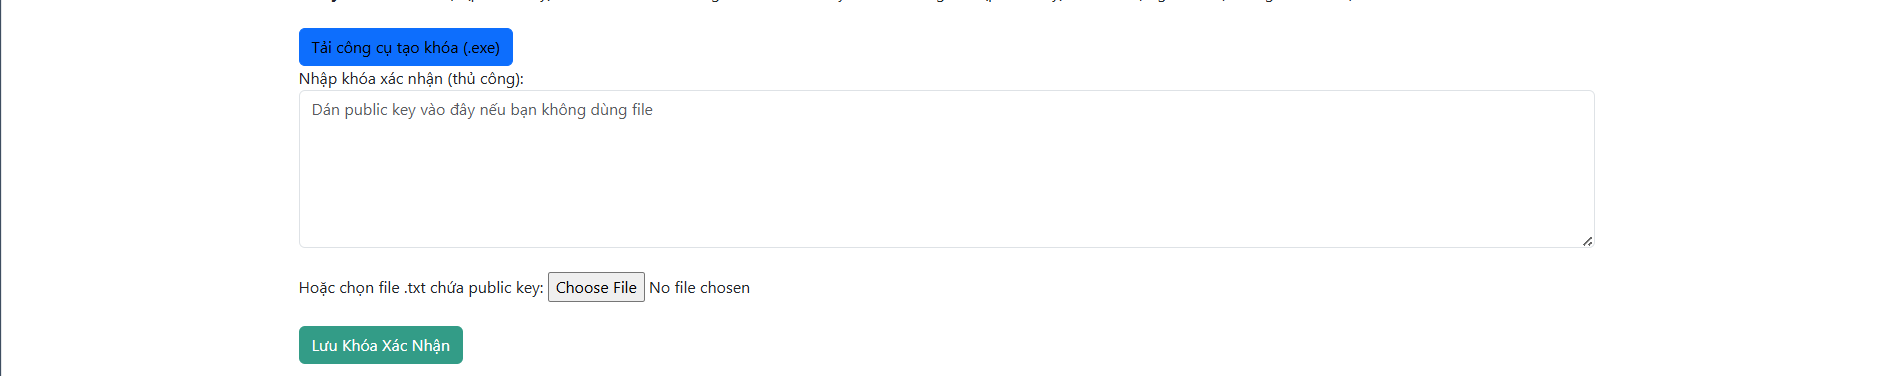 Tải công cụ tạo khóa (.exe)
Nhập khóa xác nhận (thủ công):
Dán public key vào đây nếu bạn không dùng file
Hoặc chọn file .txt chứa public key: Choose File No file chosen
Lưu Khóa Xác Nhận